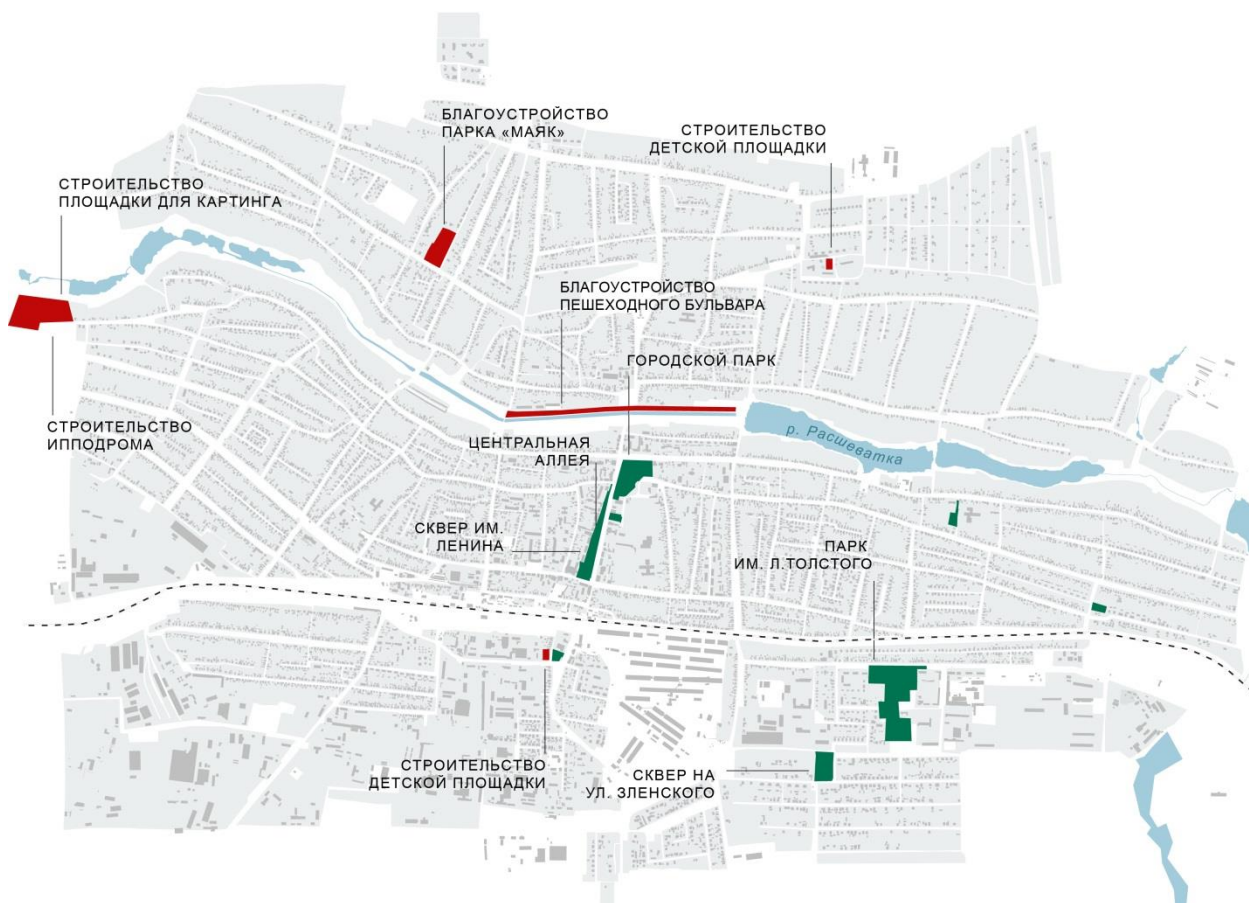 БЛАГОУСТРОЙСТВО
ПАРКА «МАЯК»
СТРОИТЕЛЬСТВО
ДЕТСКОЙ ПЛОЩАДКИ
СТРОИТЕЛЬСТВО
ПЛОЩАДКИ ДЛЯ КАРТИНГА
БЛАГОУСТРОЙСТВО
ПЕШЕХОДНОГО БУЛЬВАРА
ГОРОДСКОЙ ПАРК
СТРОИТЕЛЬСТВО
ИППОДРОМА
р. Расшеватка
ЦЕНТРАЛЬНАЯ
АЛЛЕЯ
СКВЕР ИМ.
ЛЕНИНА
ПАРК
ИМ. Л.ТОЛСТОГО
СТРОИТЕЛЬСТВО
ДЕТСКОЙ ПЛОЩАДКИ
СКВЕР НА
УЛ. ЗЛЕНСКОГО